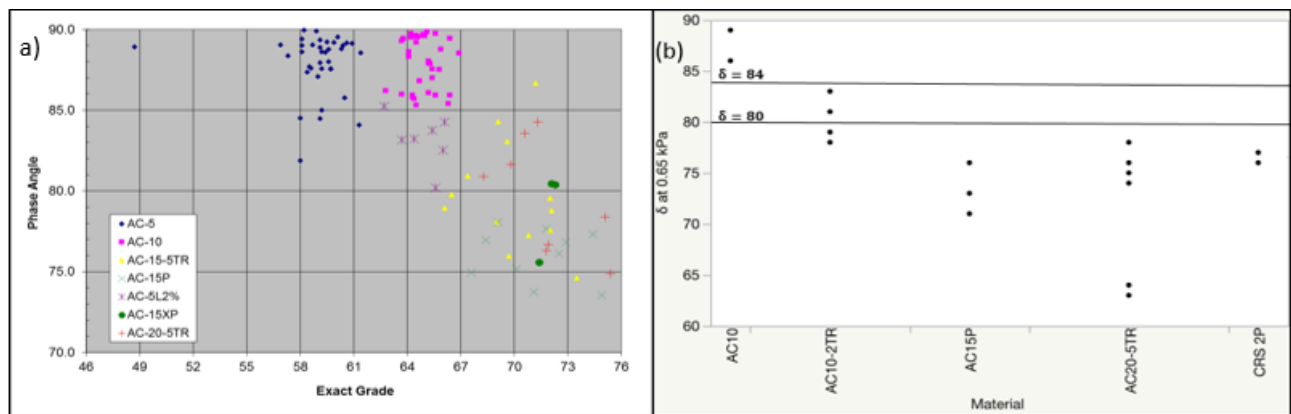 a)
90.0
85.0
80.0
75.0
70.0
Phase Angle
AC-5
AC-10
AC-15-5TR
AC-15P
AC-5L2%
AC-15XP
AC-20-5TR
46 49 52 55 58 61 64 67 70 73 76
Exact Grade
(b)
90
85
80
75
70
65
60
δ at 0.65 kPa
δ = 84
δ = 80
AC10
AC10-2TR
AC15P
AC20-5TR
CRS 2P
Material